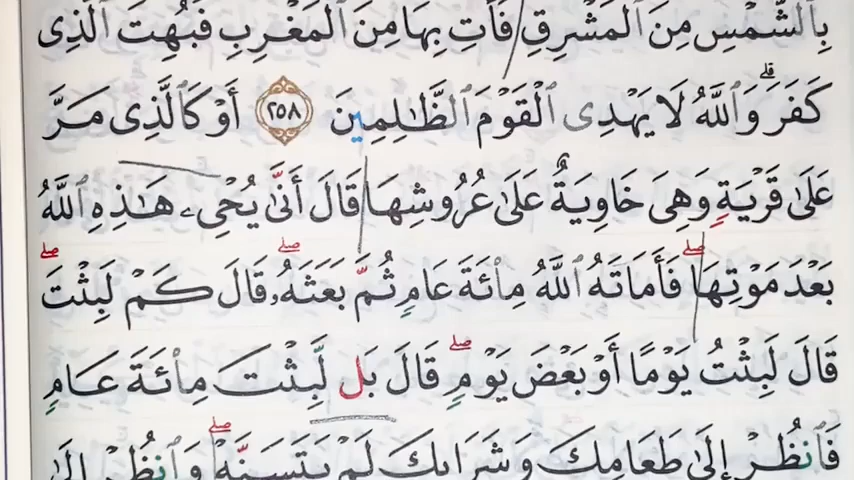 بِٱلشَّمْسِ مِنَ ٱلْمَشْرِقِ فَأْتِ بِهَا مِنَ ٱلْمَغْرِبِ فَبُهِتَ ٱلَّذِى
كَفَرَ ۗ وَٱللَّهُ لَا يَهْدِى ٱلْقَوْمَ ٱلظَّـٰلِمِينَ ٢٥٨ أَوْ كَٱلَّذِى مَرَّ
عَلَىٰ قَرْيَةٍ وَهِىَ خَاوِيَةٌ عَلَىٰ عُرُوشِهَا قَالَ أَنَّىٰ يُحْىِۦ هَـٰذِهِ ٱللَّهُ
بَعْدَ مَوْتِهَا ۖ فَأَمَاتَهُ ٱللَّهُ مِا۟ئَةَ عَامٍ ثُمَّ بَعَثَهُۥ ۖ قَالَ كَمْ لَبِثْتَ ۖ
قَالَ لَبِثْتُ يَوْمًا أَوْ بَعْضَ يَوْمٍ ۖ قَالَ بَل لَّبِثْتَ مِا۟ئَةَ عَامٍ
فَٱنظُرْ إِلَىٰ طَعَامِكَ وَشَرَابِكَ لَمْ يَتَسَنَّهْ ۖ وَٱنظُرْ إِلَىٰ